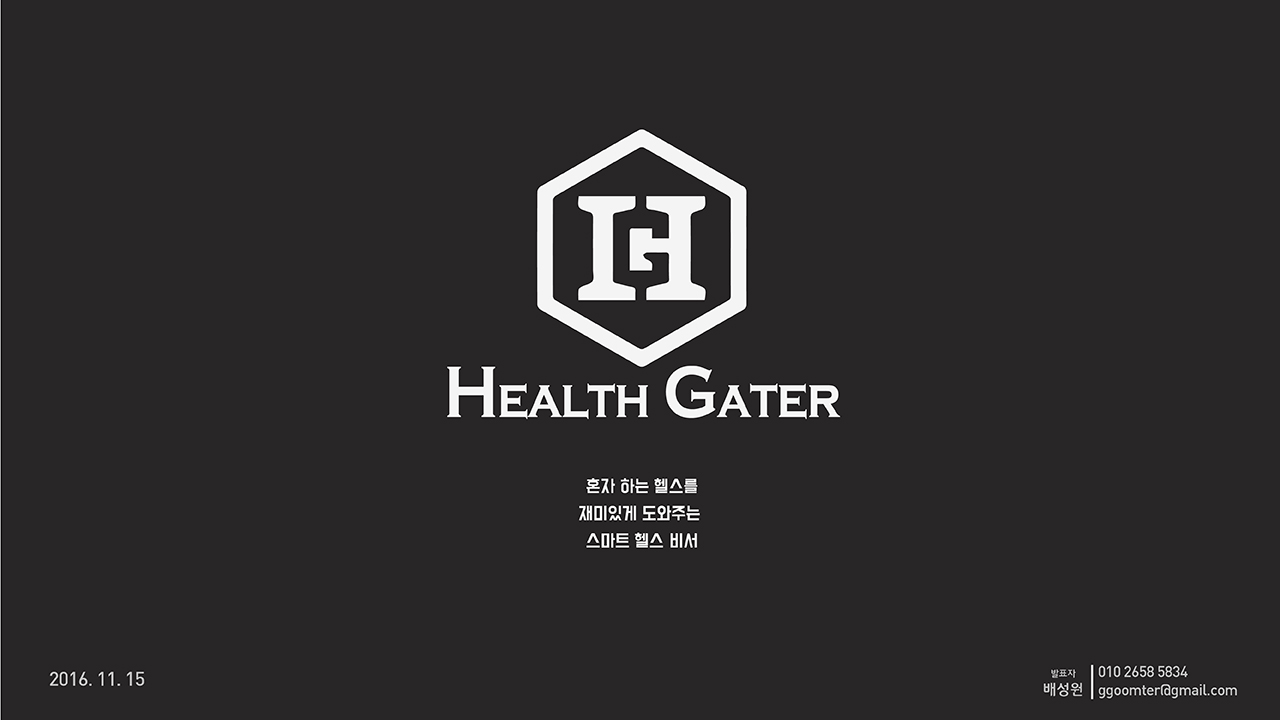 HG
HEALTH GATER
혼자 하는 헬스를
재미있게 도와주는
스마트 헬스 비서
2016. 11. 15
발표자
배성원
010 2658 5834
ggoomter@gmail.com